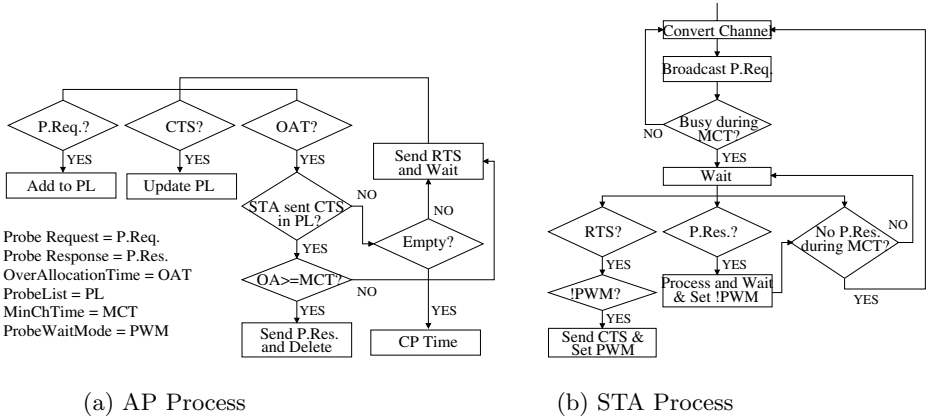 P.Req.?
CTS?
OAT?
YES
YES
YES
Add to PL
Update PL
Send RTS
and Wait
STA sent CTS
in PL?
NO
NO
Empty?
YES
OA>=MCT?
NO
YES
YES
Send P.Res.
and Delete
CP Time
Probe Request = P.Req.
Probe Response = P.Res.
OverAllocationTime = OAT
ProbeList = PL
MinChTime = MCT
ProbeWaitMode = PWM
(a) AP Process
Convert Channel
Broadcast P.Req.
Busy during
MCT?
NO
YES
Wait
RTS?
P.Res.?
No P.Res.
during MCT?
NO
YES
YES
YES
!PWM?
Process and Wait
& Set !PWM
YES
Send CTS &
Set PWM
(b) STA Process